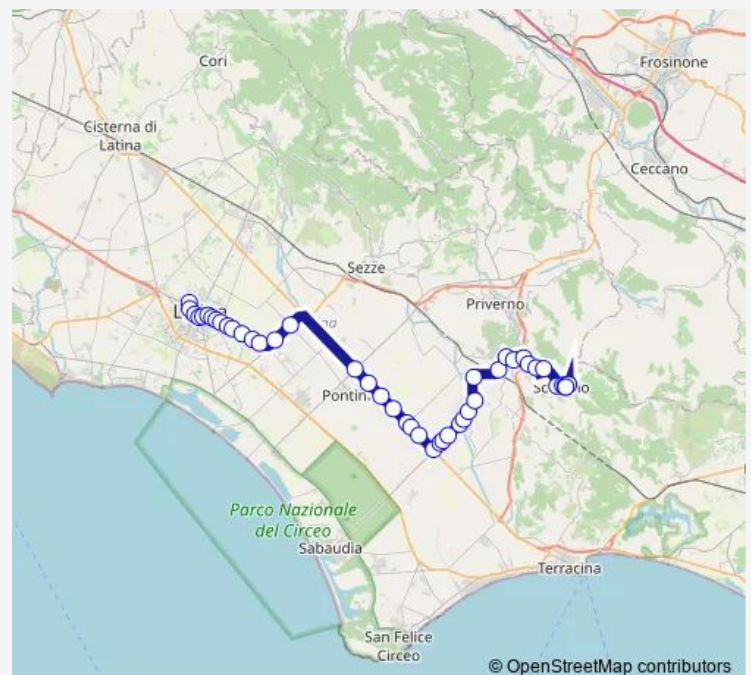 Cori
Frosinone
Cisterna di
Latina
Ceccano
Sezze
Priverno
Parco Nazionale
del Circeo
Sabaudia
Terracina
San Felice
Circeo
© OpenStreetMap contributors